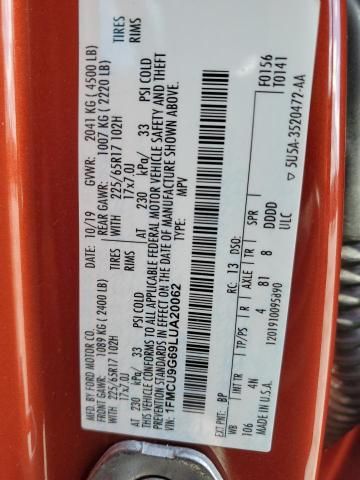 MFD. BY FORD MOTOR CO.
DATE: 10/19 GVWR: 2041 KG ( 4500 LB)
FRONT GAWR: 1089 KG ( 2400 LB) REAR GAWR: 1007 KG ( 2220 LB)
WITH 225/65R17 102H TIRES WITH 225/65R17 102H TIRES
17x7.0J RIMS 17x7.0J RIMS
AT 230 kPa/ 33 PSI COLD AT 230 kPa/ 33 PSI COLD
THIS VEHICLE CONFORMS TO ALL APPLICABLE FEDERAL MOTOR VEHICLE SAFETY AND THEFT
PREVENTION STANDARDS IN EFFECT ON THE DATE OF MANUFACTURE SHOWN ABOVE.
VIN: 1FMCU9G69LUA20062
TYPE: MPV
F0156
T0141
EXT PNT: BP RC: 13 DSO:
WB INT TR TP/PS R AXLE TR SPR
106 4N 4 81 8 DDDD
ULC
1201910095890
▽ 5U5A-3520472-AA